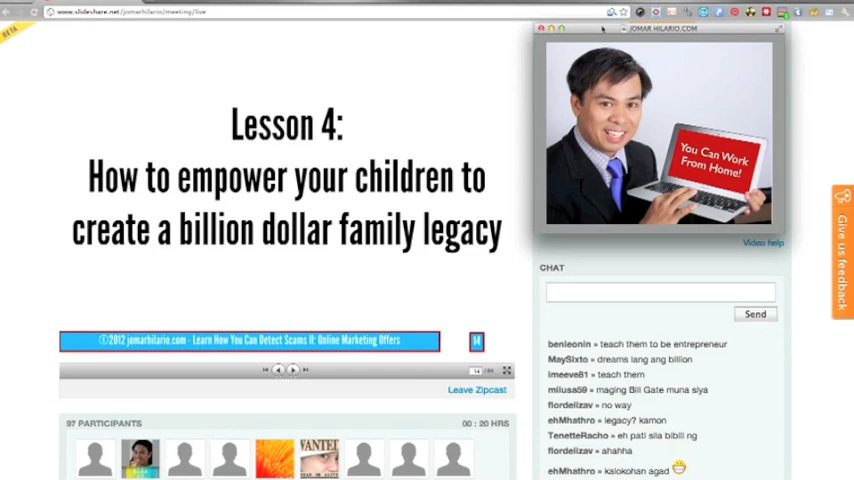 www.slideshare.net/jomarhilario/meeting/live
BETA
JOMAR HILARIO.COM
Lesson 4:
How to empower your children to
create a billion dollar family legacy
You Can Work
From Home!
Video help
Give us feedback
CHAT
Send
©2012 jomarhilario.com - Learn How You Can Detect Scams II: Online Marketing Offers
14
14
Leave Zipcast
97 PARTICIPANTS
00 : 20 HRS
WANTED
benleonin » teach them to be entrepreneur
MaySixto » dreams lang ang billion
imeeve81 » teach them
milusa59 » maging Bill Gate muna siya
flordelizav » no way
ehMhathro » legacy? kamon
TenetteRacho » eh pati sila bibili ng
flordelizav » ahahha
ehMhathro » kalokohan agad